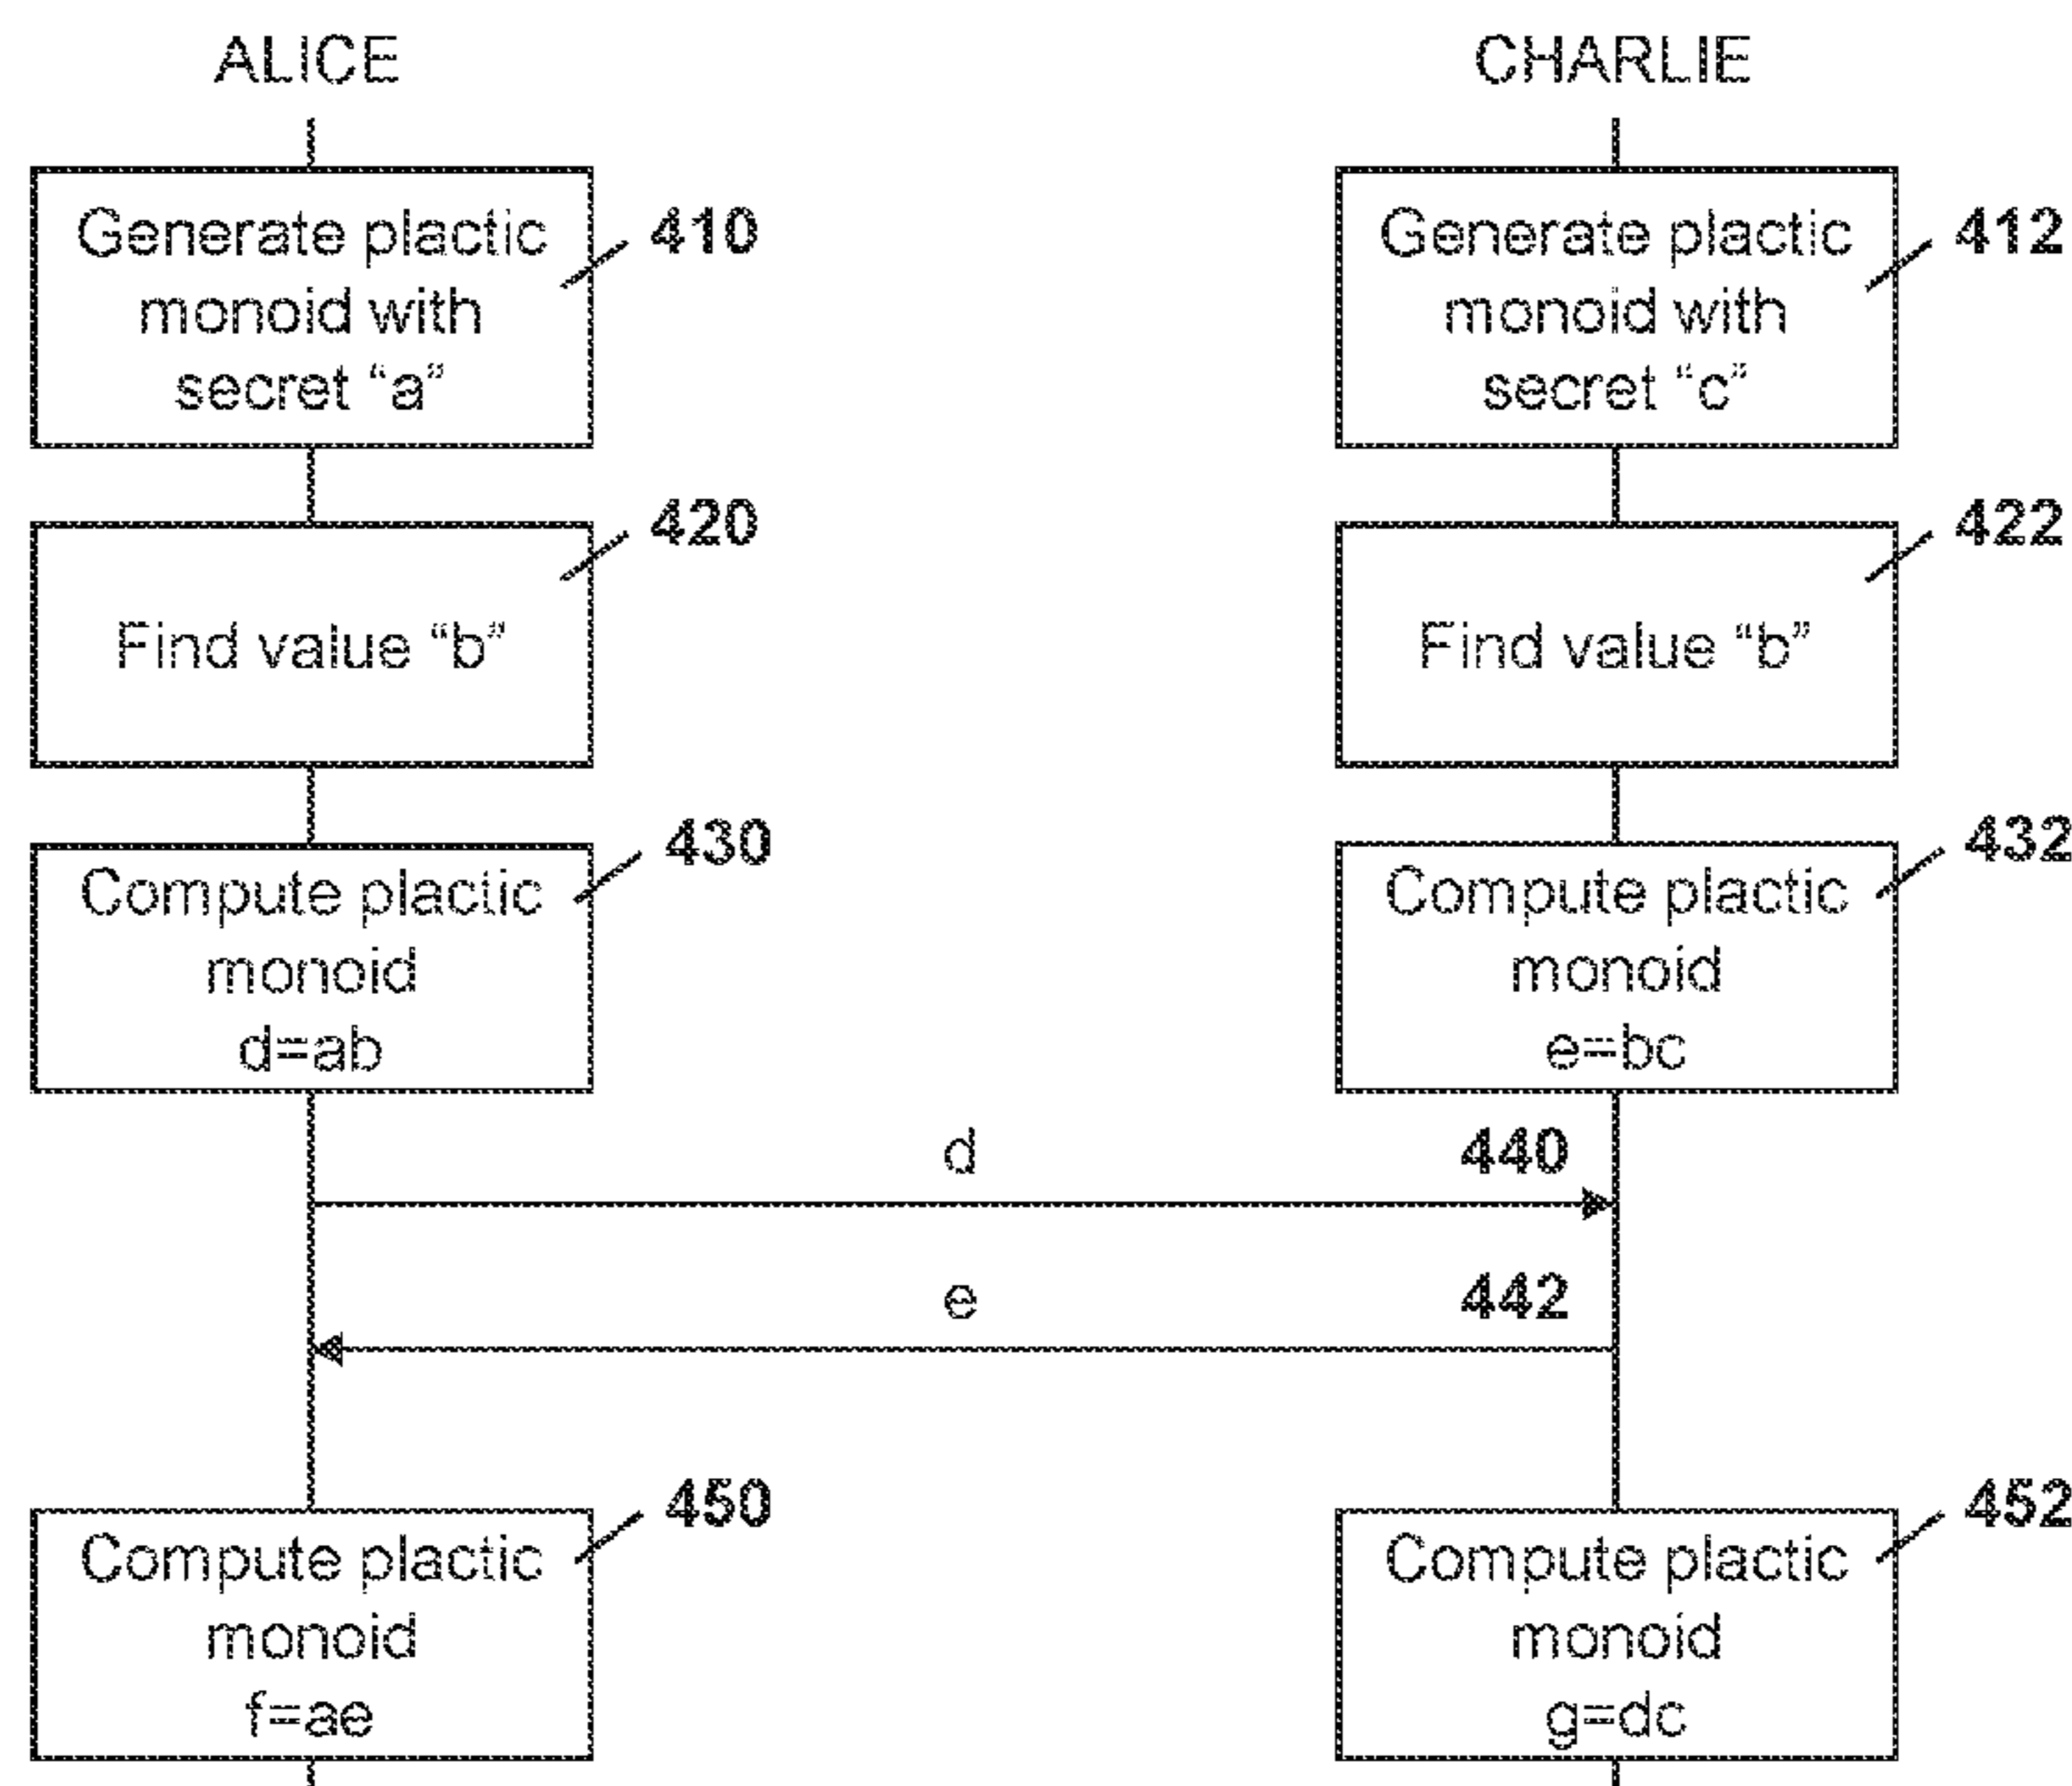 ALICE
CHARLIE
Generate plactic
monoid with
secret “a”
410
Generate plactic
monoid with
secret “c”
412
Find value “b”
420
Find value “b”
422
Compute plactic
monoid
d=ab
430
Compute plactic
monoid
e=bc
432
d
440
e
442
Compute plactic
monoid
f=ae
450
Compute plactic
monoid
g=dc
452